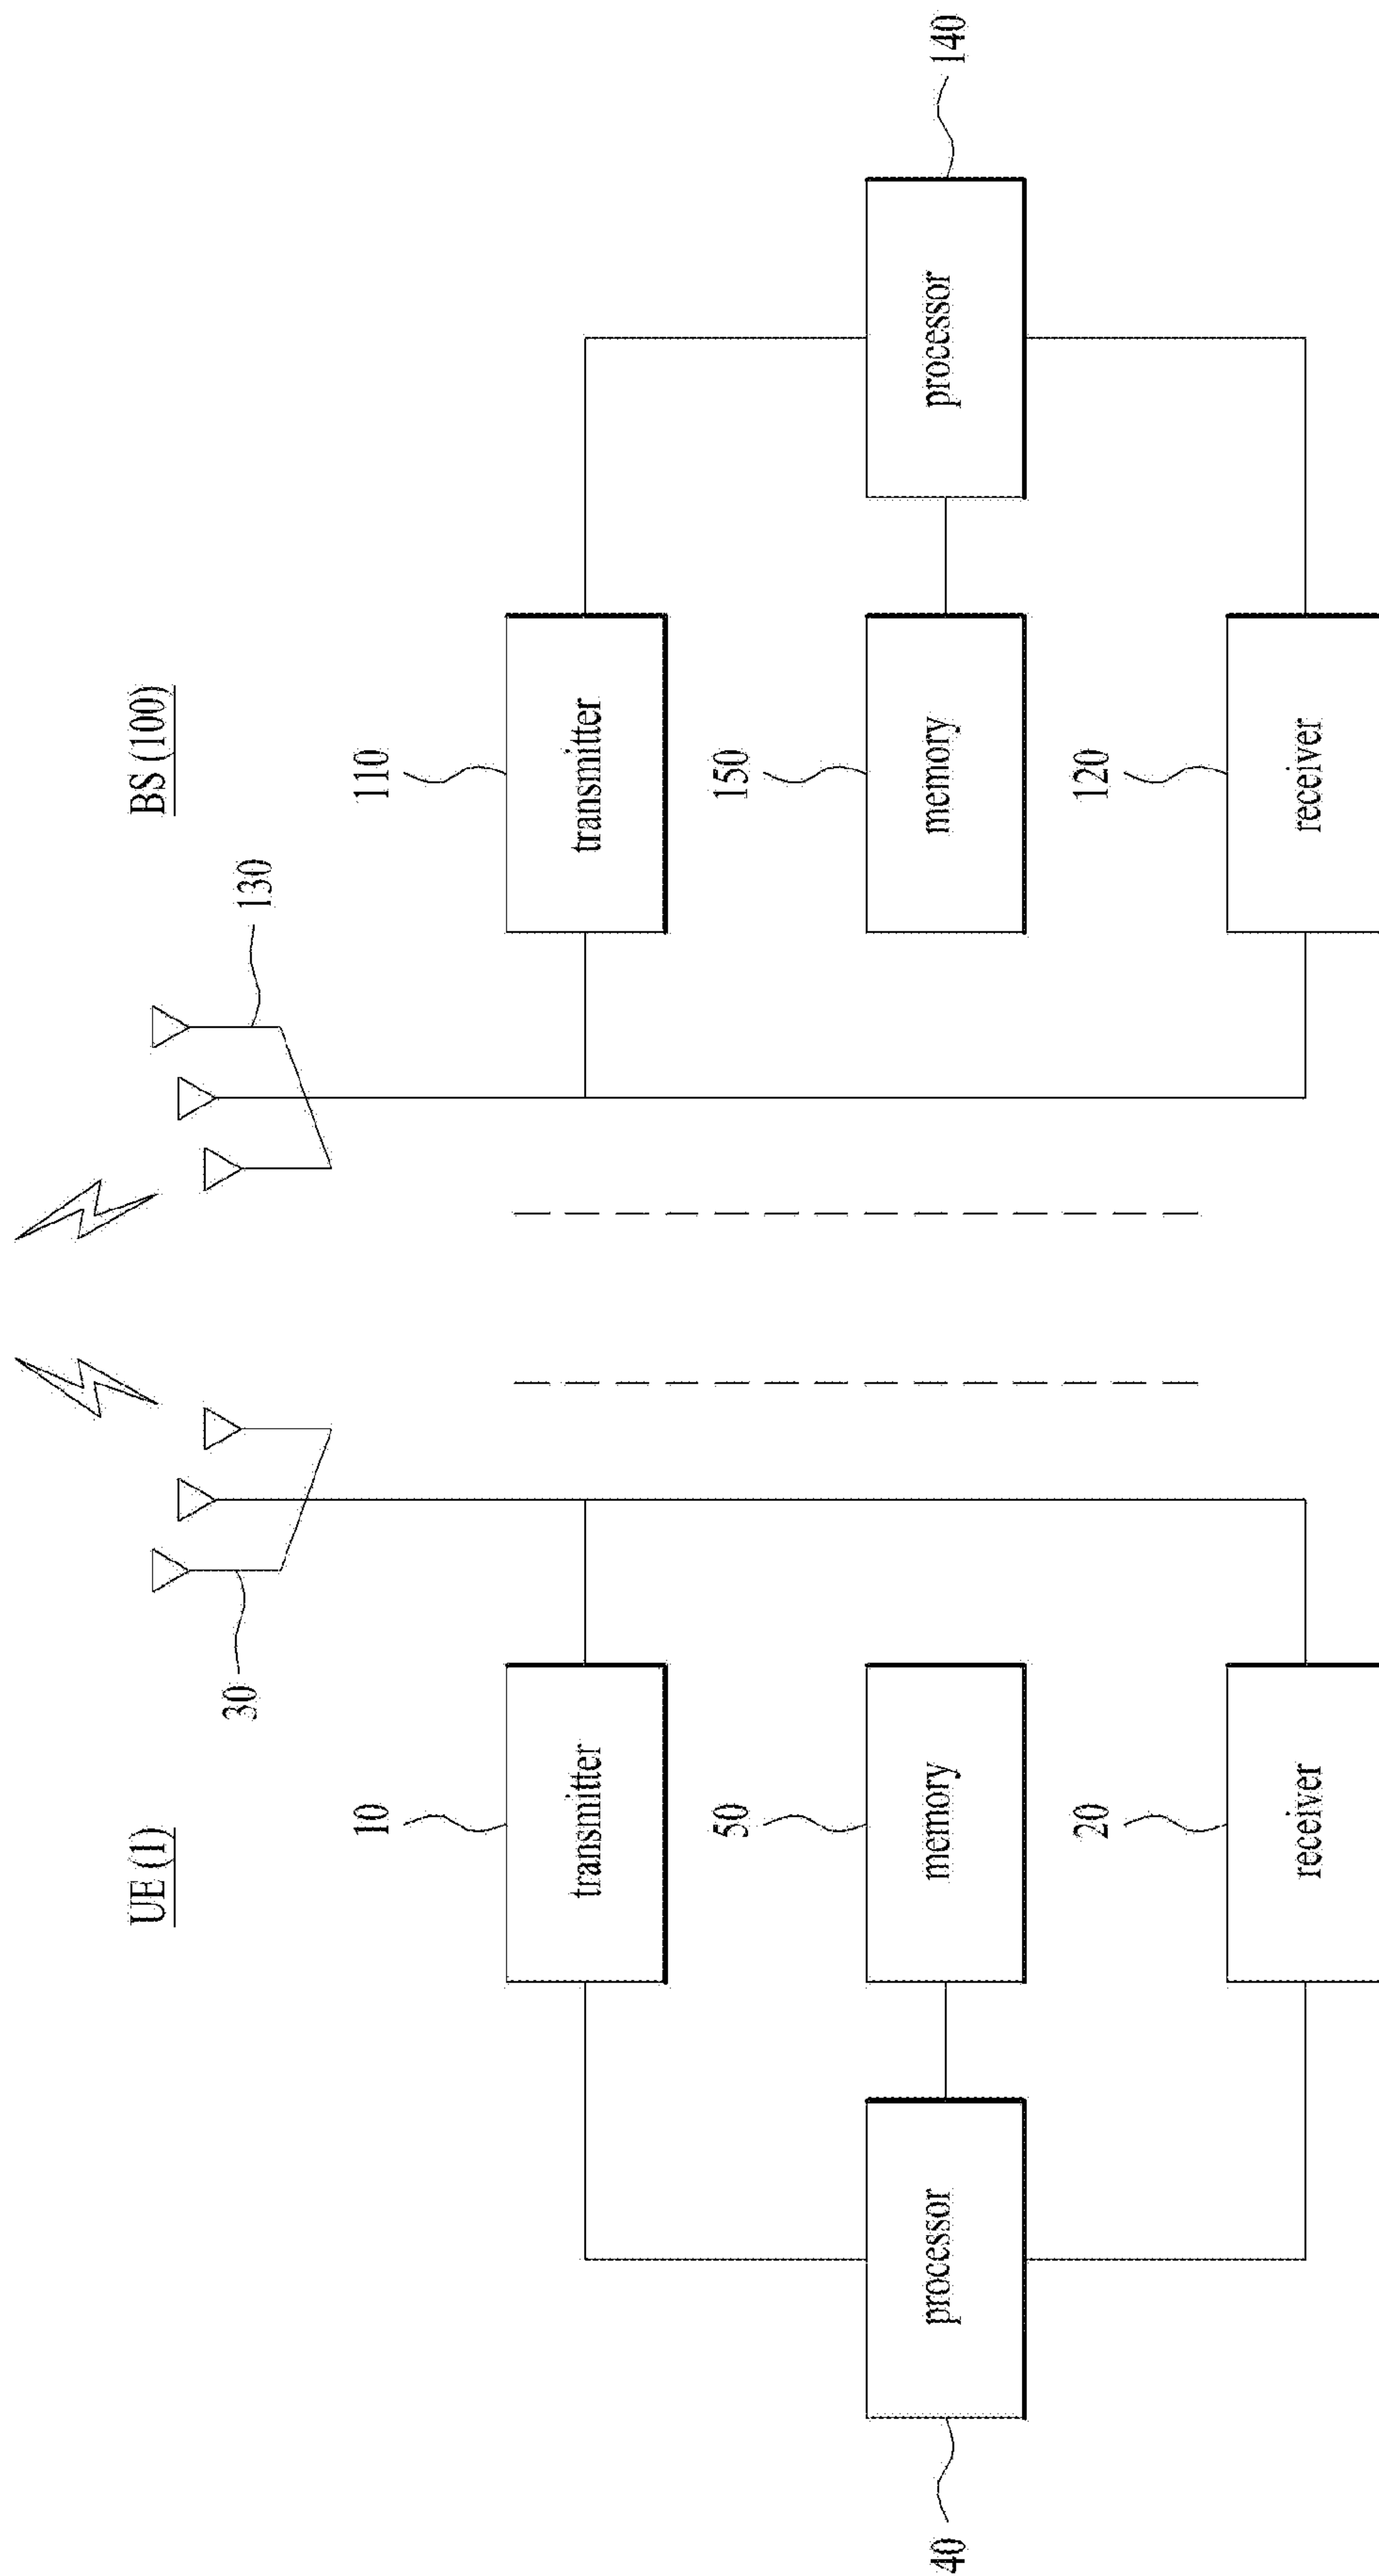 UE (1)
BS (100)
30
130
10
110
transmitter
transmitter
40
50
150
140
processor
memory
memory
processor
20
120
receiver
receiver